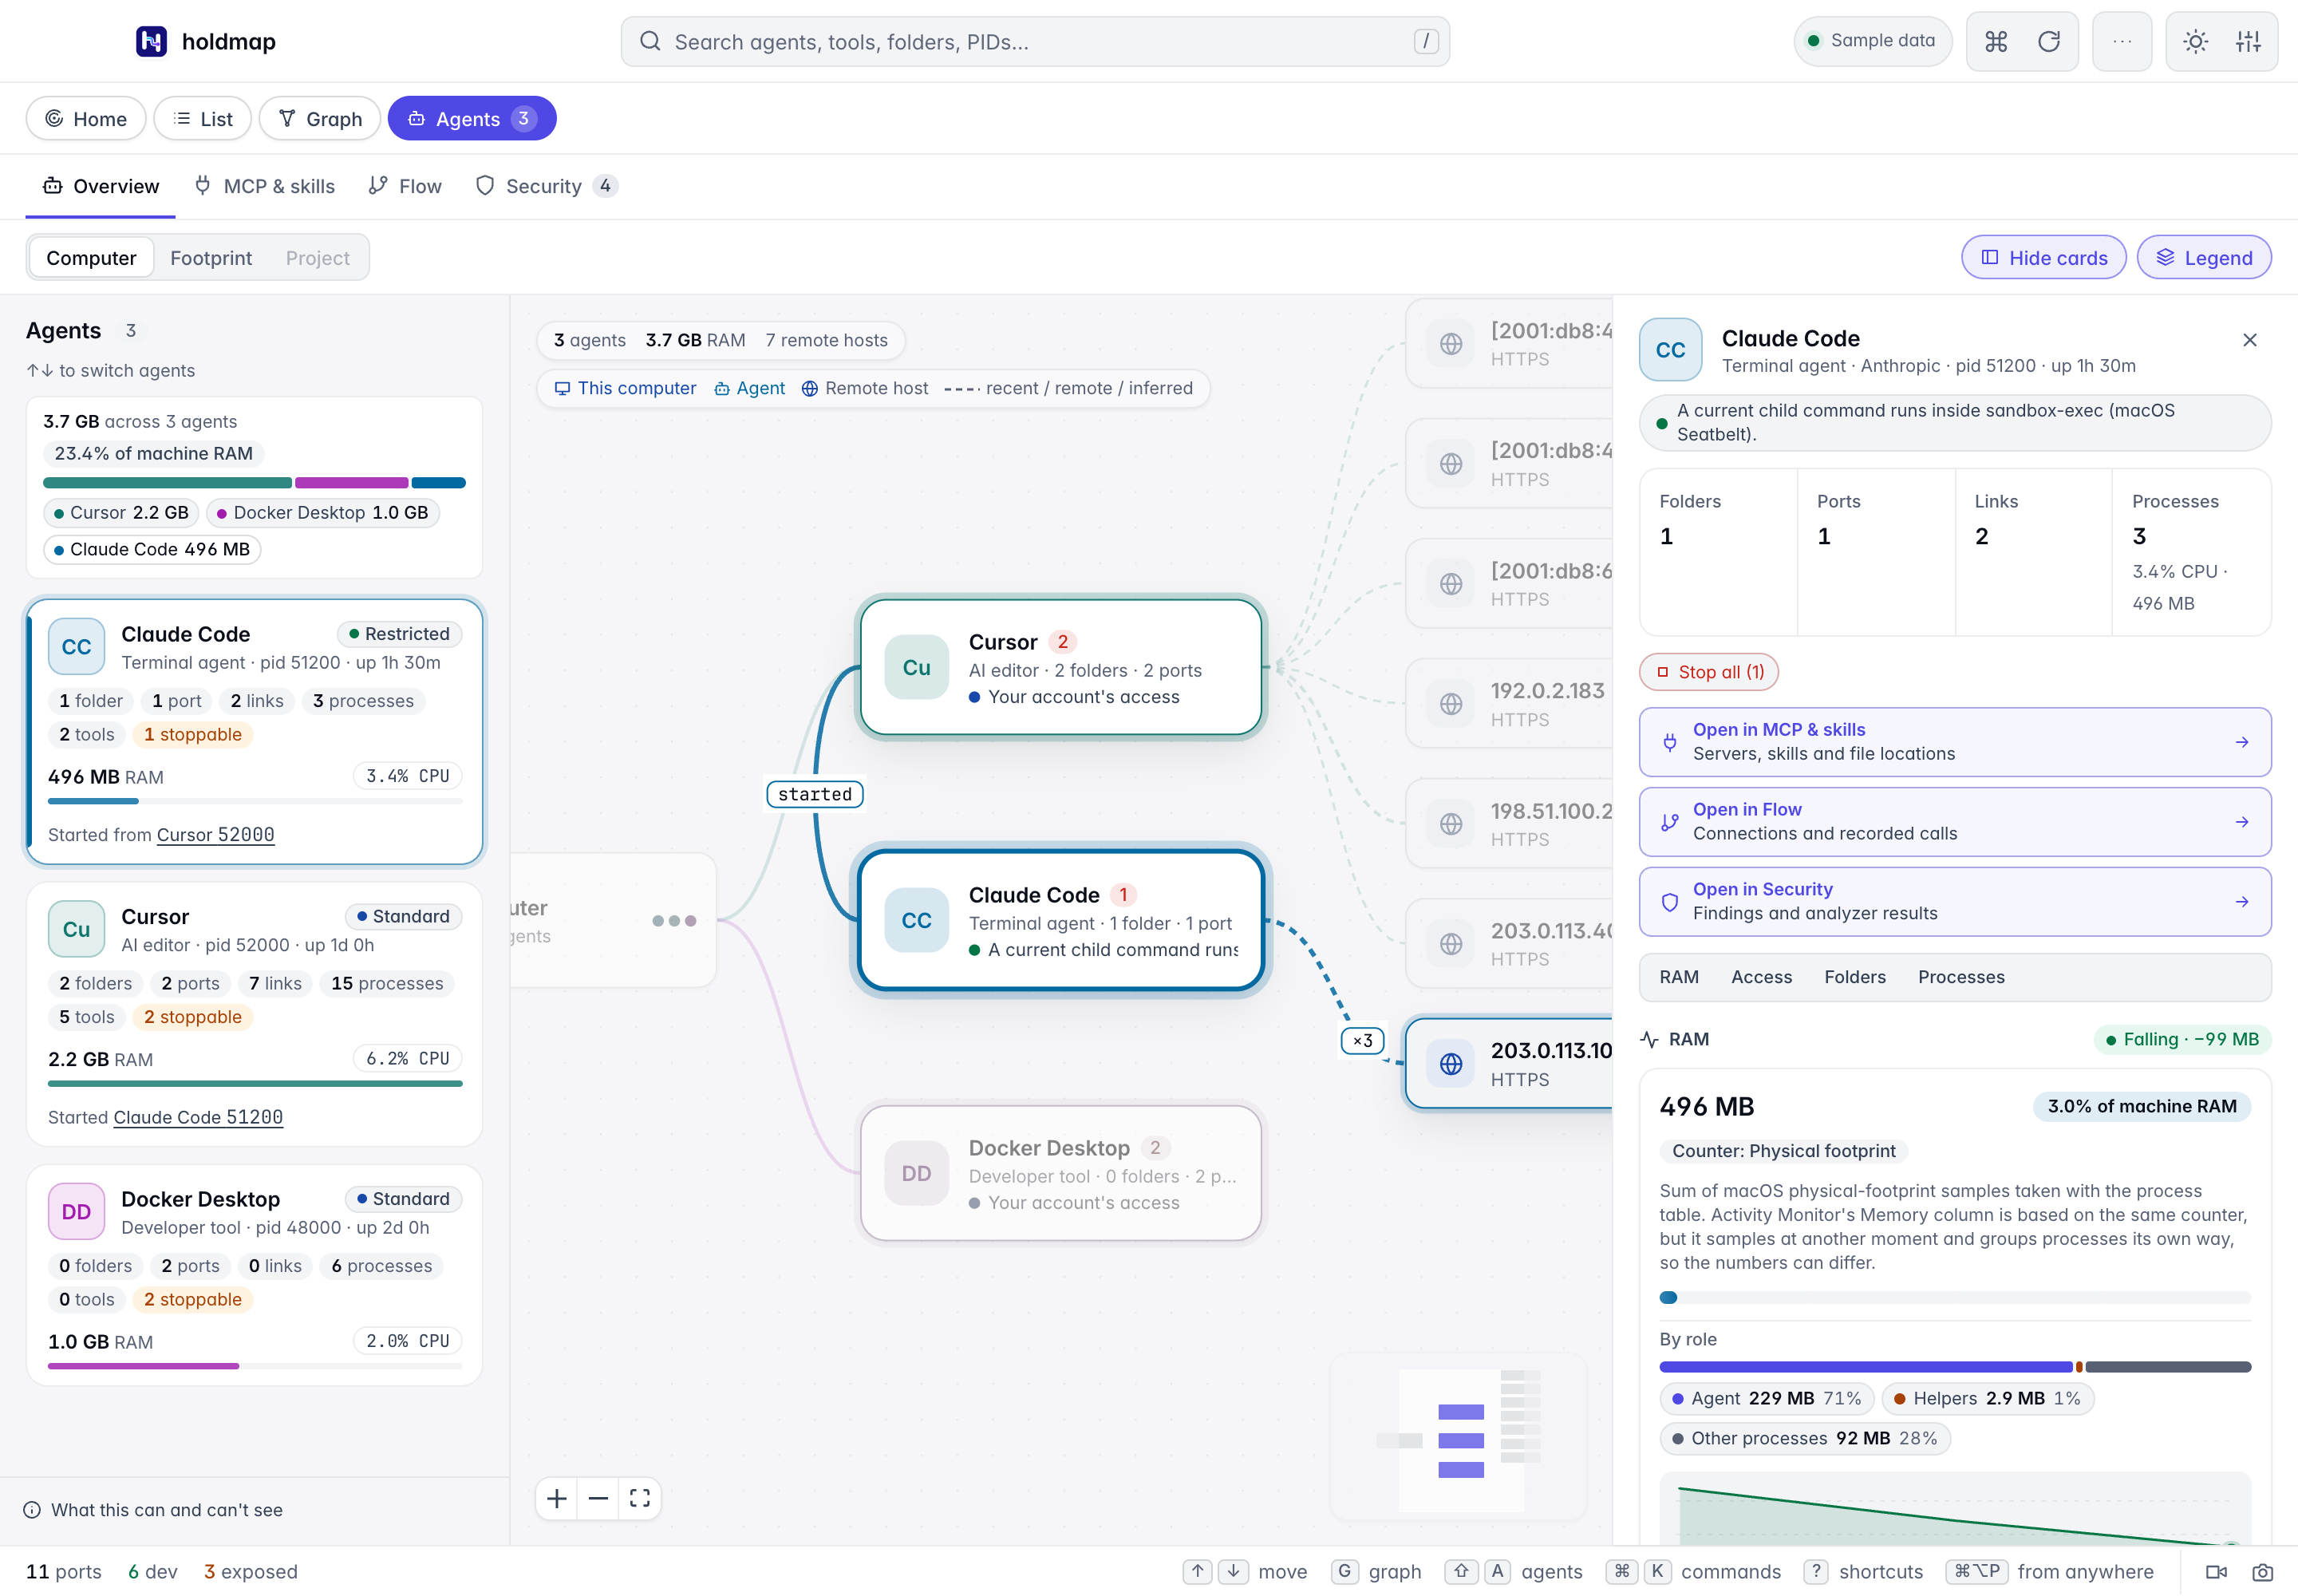 holdmap
Search agents, tools, folders, PIDs...
/
Sample data
Home
List
Graph
Agents 3
Overview
MCP & skills
Flow
Security 4
Computer
Footprint
Project
Hide cards
Legend
Agents 3
↑↓ to switch agents
3.7 GB across 3 agents
23.4% of machine RAM
Cursor 2.2 GB
Docker Desktop 1.0 GB
Claude Code 496 MB
CC
Claude Code
Restricted
Terminal agent · pid 51200 · up 1h 30m
1 folder 1 port 2 links 3 processes
2 tools 1 stoppable
496 MB RAM
3.4% CPU
Started from Cursor 52000
Cu
Cursor
Standard
AI editor · pid 52000 · up 1d 0h
2 folders 2 ports 7 links 15 processes
5 tools 2 stoppable
2.2 GB RAM
6.2% CPU
Started Claude Code 51200
DD
Docker Desktop
Standard
Developer tool · pid 48000 · up 2d 0h
0 folders 2 ports 0 links 6 processes
0 tools 2 stoppable
1.0 GB RAM
2.0% CPU
What this can and can't see
3 agents 3.7 GB RAM 7 remote hosts
This computer Agent Remote host recent / remote / inferred
uter
gents
started
Cu
Cursor 2
AI editor · 2 folders · 2 ports
Your account's access
CC
Claude Code 1
Terminal agent · 1 folder · 1 port
A current child command runs
DD
Docker Desktop 2
Developer tool · 0 folders · 2 p...
Your account's access
×3
[2001:db8:4
HTTPS
[2001:db8:4
HTTPS
[2001:db8:6
HTTPS
192.0.2.183
HTTPS
198.51.100.2
HTTPS
203.0.113.40
HTTPS
203.0.113.10
HTTPS
CC
Claude Code
Terminal agent · Anthropic · pid 51200 · up 1h 30m
A current child command runs inside sandbox-exec (macOS
Seatbelt).
Folders
1
Ports
1
Links
2
Processes
3
3.4% CPU ·
496 MB
Stop all (1)
Open in MCP & skills
Servers, skills and file locations
Open in Flow
Connections and recorded calls
Open in Security
Findings and analyzer results
RAM Access Folders Processes
RAM
Falling · −99 MB
496 MB
3.0% of machine RAM
Counter: Physical footprint
Sum of macOS physical-footprint samples taken with the process
table. Activity Monitor's Memory column is based on the same counter,
but it samples at another moment and groups processes its own way,
so the numbers can differ.
By role
Agent 229 MB 71%
Helpers 2.9 MB 1%
Other processes 92 MB 28%
11 ports 6 dev 3 exposed
↑ ↓ move G graph ⇧ A agents ⌘ K commands ? shortcuts ⌘⌥P from anywhere